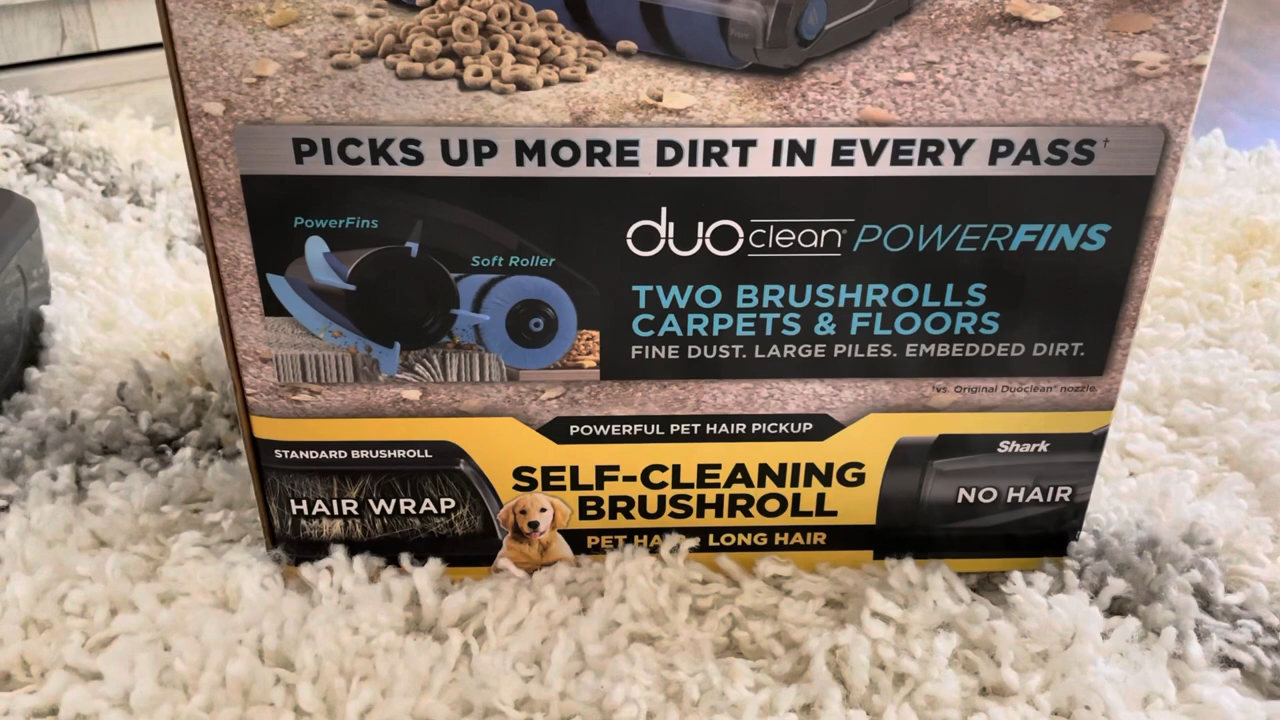 PICKS UP MORE DIRT IN EVERY PASS†
PowerFins
Soft Roller
duoclean® POWERFINS
TWO BRUSHROLLS
CARPETS & FLOORS
FINE DUST. LARGE PILES. EMBEDDED DIRT.
†vs. Original Duoclean® nozzle.
POWERFUL PET HAIR PICKUP
STANDARD BRUSHROLL
HAIR WRAP
SELF-CLEANING
BRUSHROLL
PET HAIR LONG HAIR
Shark
NO HAIR